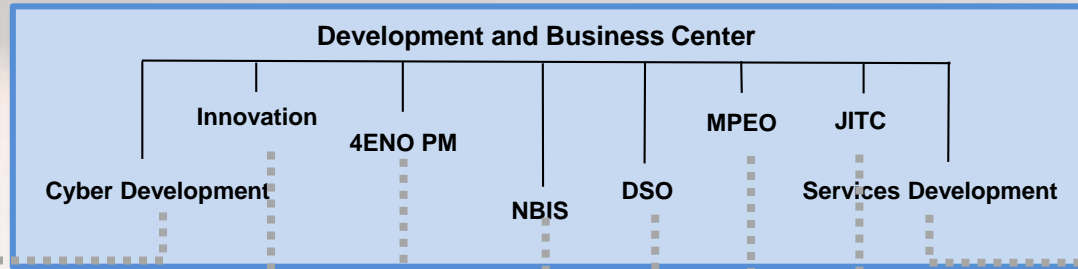 Development and Business Center
Innovation
4ENO PM
MPEO
JITC
Cyber Development
NBIS
DSO
Services Development